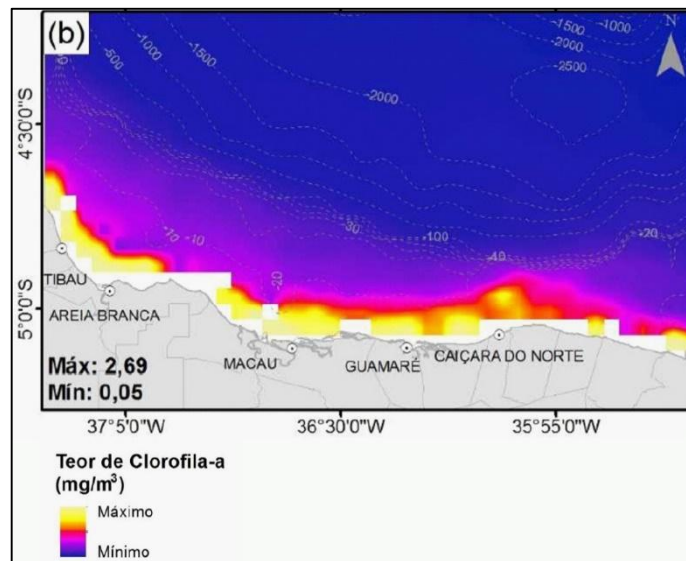 (b)
N
-1500
-1000
-2000
-2500
-1000
-1500
-500
-2000
4°30'0"S
-10
-10
-30
-100
-40
-20
-20
TIBAU
5°0'0"S
AREIA BRANCA
MACAU
GUAMARÉ
CAIÇARA DO NORTE
Máx: 2,69
Mín: 0,05
37°5'0"W
36°30'0"W
35°55'0"W
Teor de Clorofila-a
(mg/m³)
Máximo
Mínimo